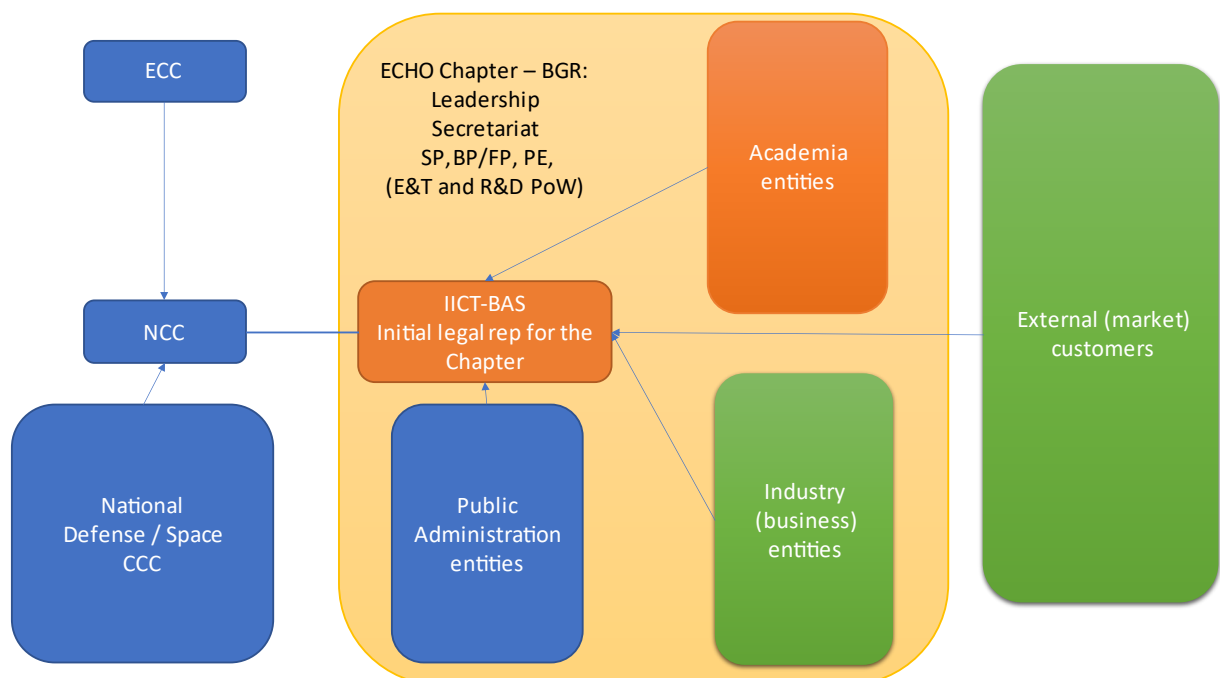 ECC
ECHO Chapter – BGR:
Leadership
Secretariat
SP, BP/FP, PE,
(E&T and R&D PoW)
Academia
entities
External (market)
customers
NCC
IICT-BAS
Initial legal rep for the
Chapter
National
Defense / Space
CCC
Public
Administration
entities
Industry
(business)
entities